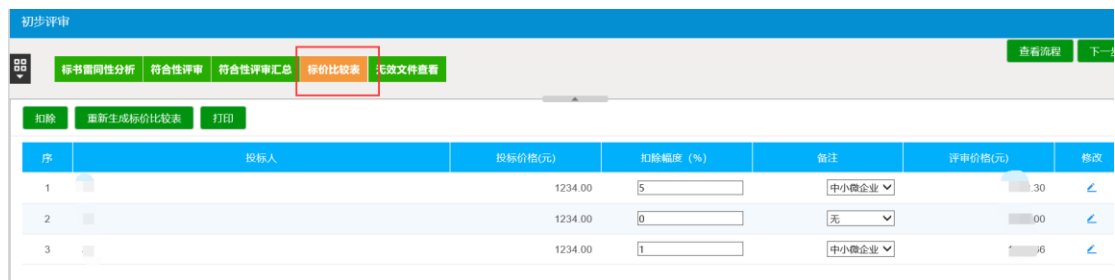 初步评审
查看流程 下一步
标书雷同性分析 符合性评审 符合性评审汇总 标价比较表 无效文件查看
扣除 重新生成标价比较表 打印
序 投标人 投标价格(元) 扣除幅度（%） 备注 评审价格(元) 修改
1 1234.00 5 中小微企业 .30
2 1234.00 0 无 00
3 1234.00 1 中小微企业